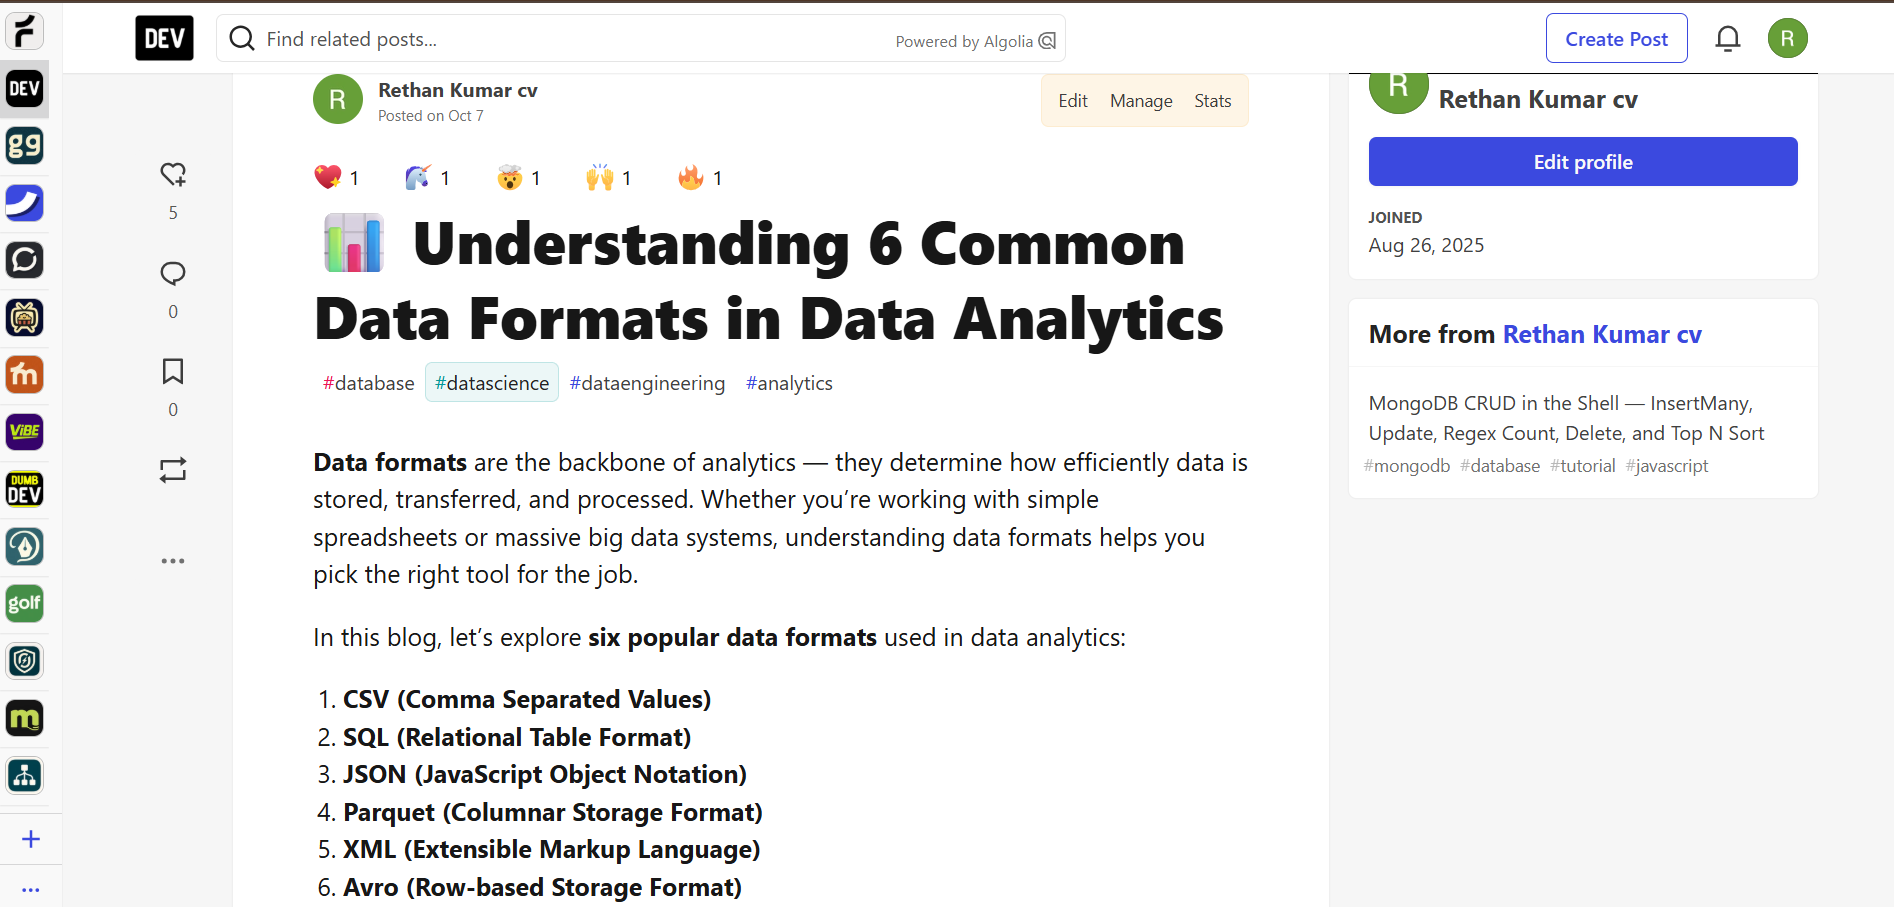 DEV
Find related posts...
Powered by Algolia
Create Post
R
DEV
gg
m
VIBE
DUMB
DEV
golf
m
5
0
0
R
Rethan Kumar cv
Posted on Oct 7
Edit Manage Stats
1 1 1 1 1
Understanding 6 Common
Data Formats in Data Analytics
#database #datascience #dataengineering #analytics
Data formats are the backbone of analytics — they determine how efficiently data is
stored, transferred, and processed. Whether you’re working with simple
spreadsheets or massive big data systems, understanding data formats helps you
pick the right tool for the job.
In this blog, let’s explore six popular data formats used in data analytics:
1. CSV (Comma Separated Values)
2. SQL (Relational Table Format)
3. JSON (JavaScript Object Notation)
4. Parquet (Columnar Storage Format)
5. XML (Extensible Markup Language)
6. Avro (Row-based Storage Format)
R
Rethan Kumar cv
Edit profile
JOINED
Aug 26, 2025
More from Rethan Kumar cv
MongoDB CRUD in the Shell — InsertMany,
Update, Regex Count, Delete, and Top N Sort
#mongodb #database #tutorial #javascript